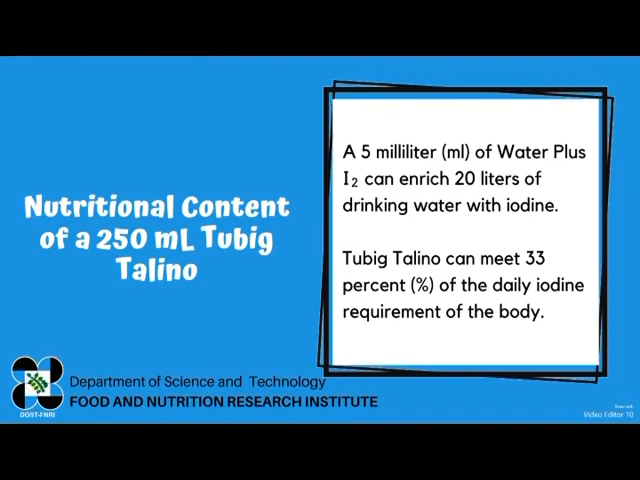 Nutritional Content
of a 250 mL Tubig
Talino
A 5 milliliter (ml) of Water Plus
I₂ can enrich 20 liters of
drinking water with iodine.
Tubig Talino can meet 33
percent (%) of the daily iodine
requirement of the body.
Department of Science and Technology
FOOD AND NUTRITION RESEARCH INSTITUTE
DOST-FNRI
Made with
Video Editor 10